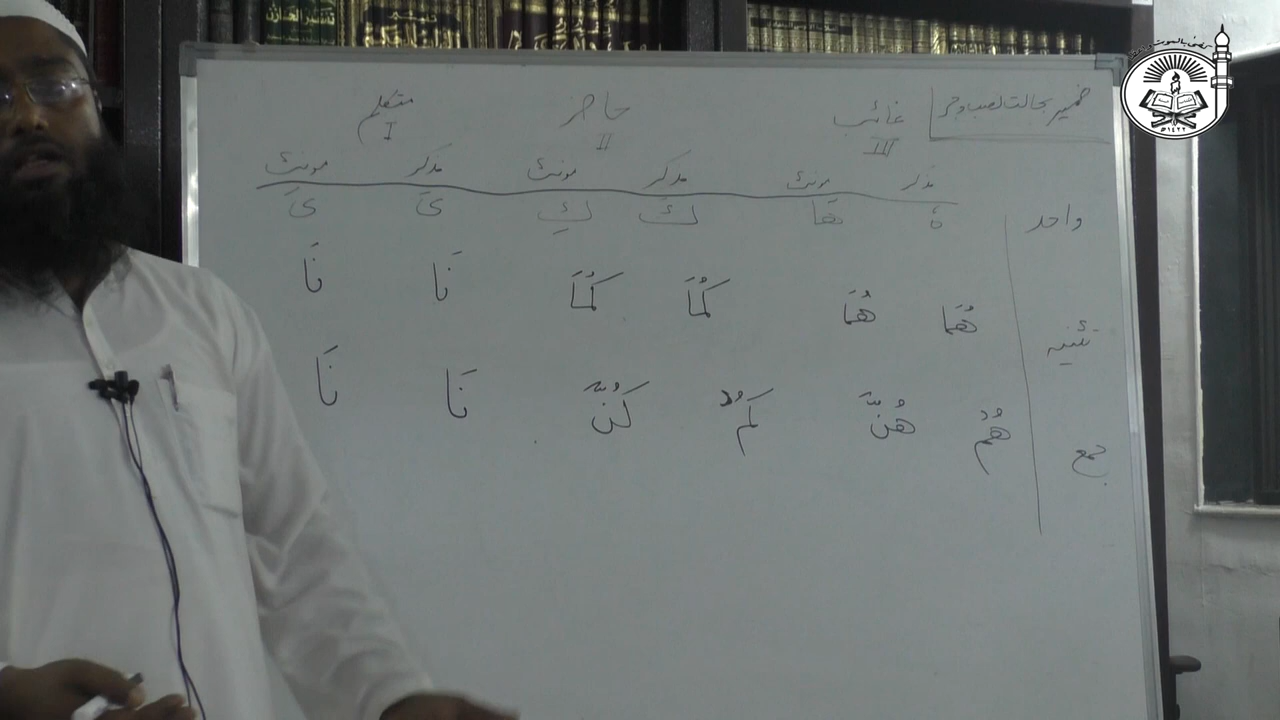 ضمیر بحالت نصب وجر
غائب حاضر متکلم
III II I
مذکر مونث مذکر مونث مذکر مونث
واحد هُ هَا كَ كِ ىَ ىَ
تثنیہ هُمَا هُمَا كُمَا كُمَا نَا نَا
جمع هُمْ هُنَّ كُمْ كُنَّ نَا نَا